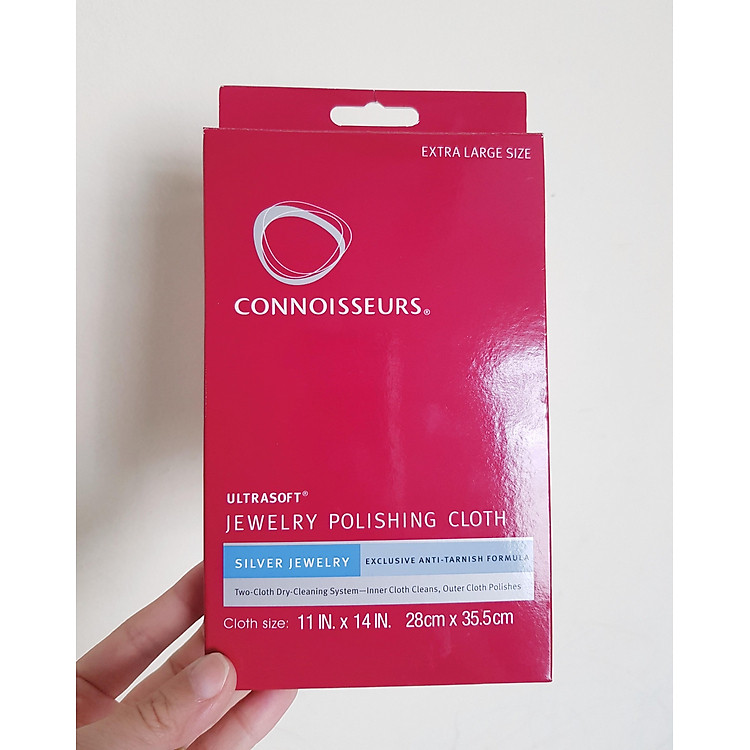 EXTRA LARGE SIZE
CONNOISSEURS®
ULTRASOFT®
JEWELRY POLISHING CLOTH
SILVER JEWELRY EXCLUSIVE ANTI-TARNISH FORMULA
Two-Cloth Dry-Cleaning System—Inner Cloth Cleans, Outer Cloth Polishes
Cloth size: 11 IN. x 14 IN. 28cm x 35.5cm